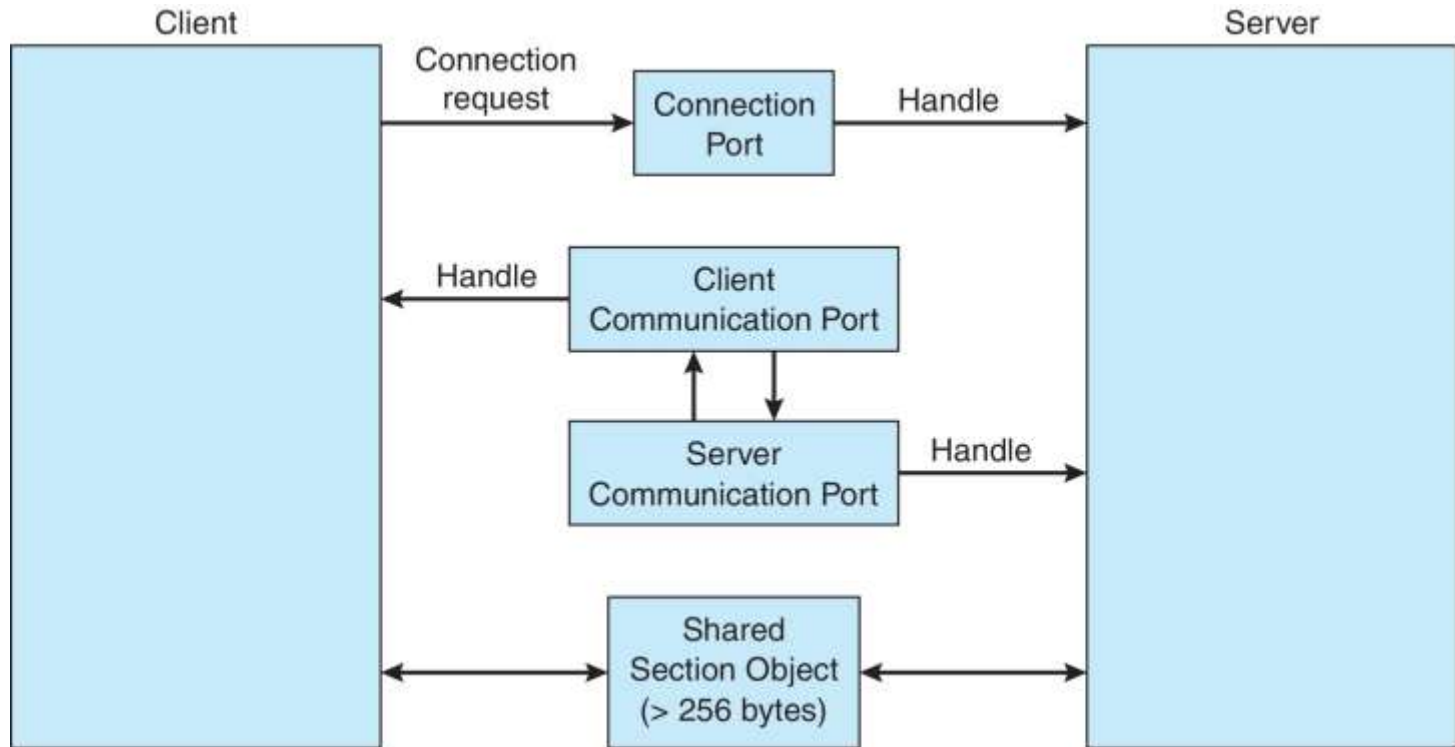 Client
Server
Connection
request
Connection
Port
Handle
Handle
Client
Communication Port
Server
Communication Port
Handle
Shared
Section Object
(> 256 bytes)